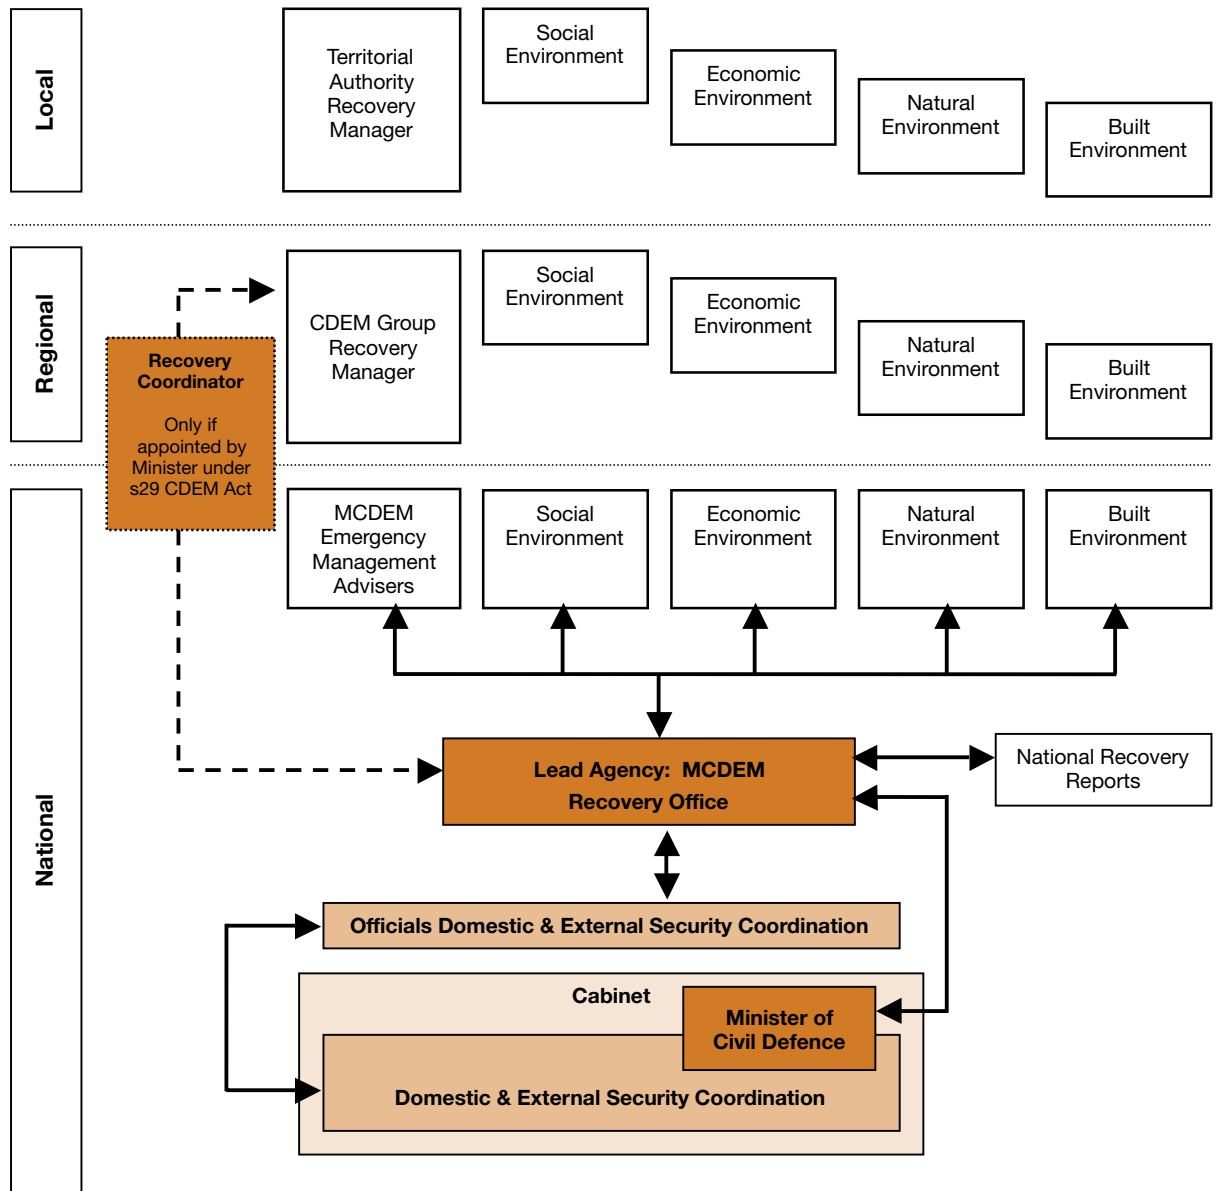 Local
Territorial
Authority
Recovery
Manager
Social
Environment
Economic
Environment
Natural
Environment
Built
Environment
Regional
Recovery
Coordinator
Only if
appointed by
Minister under
s29 CDEM Act
CDEM Group
Recovery
Manager
Social
Environment
Economic
Environment
Natural
Environment
Built
Environment
National
MCDEM
Emergency
Management
Advisers
Social
Environment
Economic
Environment
Natural
Environment
Built
Environment
Lead Agency: MCDEM
Recovery Office
National Recovery
Reports
Officials Domestic & External Security Coordination
Cabinet
Minister of
Civil Defence
Domestic & External Security Coordination